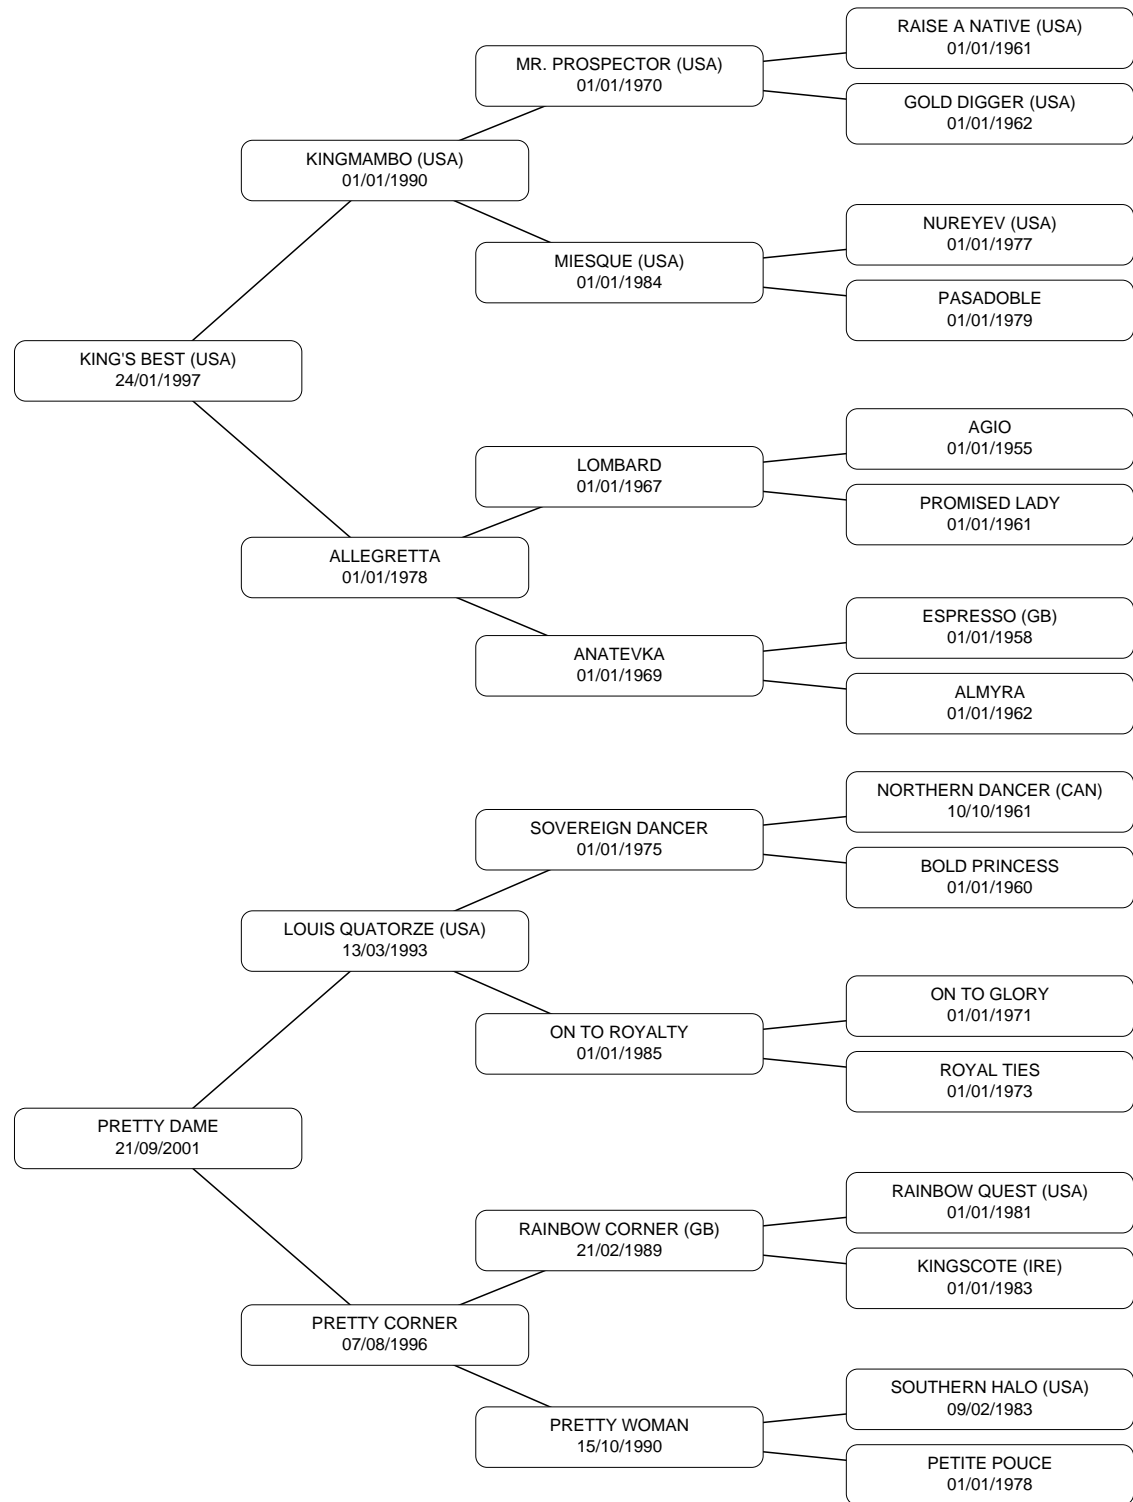 RAISE A NATIVE (USA)
01/01/1961
MR. PROSPECTOR (USA)
01/01/1970
GOLD DIGGER (USA)
01/01/1962
KINGMAMBO (USA)
01/01/1990
NUREYEV (USA)
01/01/1977
MIESQUE (USA)
01/01/1984
PASADOBLE
01/01/1979
KING'S BEST (USA)
24/01/1997
AGIO
01/01/1955
LOMBARD
01/01/1967
PROMISED LADY
01/01/1961
ALLEGRETTA
01/01/1978
ESPRESSO (GB)
01/01/1958
ANATEVKA
01/01/1969
ALMYRA
01/01/1962
NORTHERN DANCER (CAN)
10/10/1961
SOVEREIGN DANCER
01/01/1975
BOLD PRINCESS
01/01/1960
LOUIS QUATORZE (USA)
13/03/1993
ON TO GLORY
01/01/1971
ON TO ROYALTY
01/01/1985
ROYAL TIES
01/01/1973
PRETTY DAME
21/09/2001
RAINBOW QUEST (USA)
01/01/1981
RAINBOW CORNER (GB)
21/02/1989
KINGSCOTE (IRE)
01/01/1983
PRETTY CORNER
07/08/1996
SOUTHERN HALO (USA)
09/02/1983
PRETTY WOMAN
15/10/1990
PETITE POUCE
01/01/1978